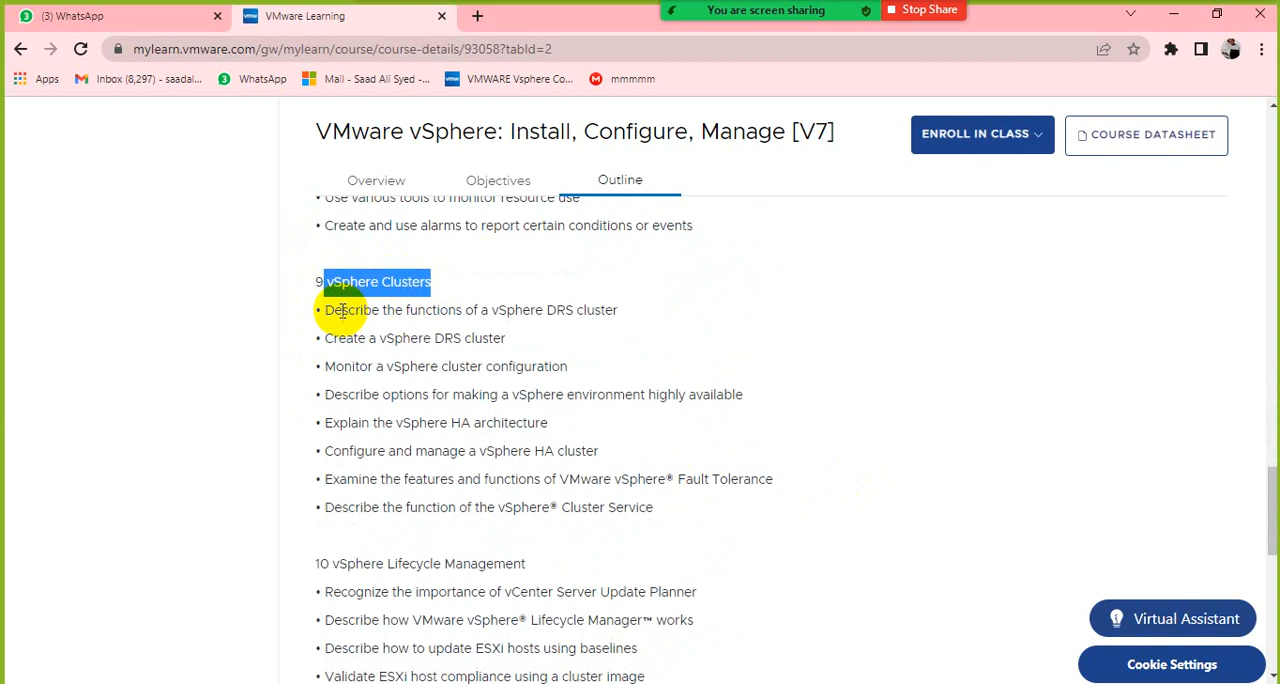 (3) WhatsApp
VMware Learning
You are screen sharing
Stop Share
mylearn.vmware.com/gw/mylearn/course/course-details/93058?tabId=2
Apps
Inbox (8,297) - saadal...
WhatsApp
Mail - Saad Ali Syed -...
VMWARE Vsphere Co...
mmmmm
VMware vSphere: Install, Configure, Manage [V7]
ENROLL IN CLASS
COURSE DATASHEET
Overview
Objectives
Outline
• Use various tools to monitor resource use
• Create and use alarms to report certain conditions or events
9 vSphere Clusters
• Describe the functions of a vSphere DRS cluster
• Create a vSphere DRS cluster
• Monitor a vSphere cluster configuration
• Describe options for making a vSphere environment highly available
• Explain the vSphere HA architecture
• Configure and manage a vSphere HA cluster
• Examine the features and functions of VMware vSphere® Fault Tolerance
• Describe the function of the vSphere® Cluster Service
10 vSphere Lifecycle Management
• Recognize the importance of vCenter Server Update Planner
• Describe how VMware vSphere® Lifecycle Manager™ works
• Describe how to update ESXi hosts using baselines
• Validate ESXi host compliance using a cluster image
Virtual Assistant
Cookie Settings